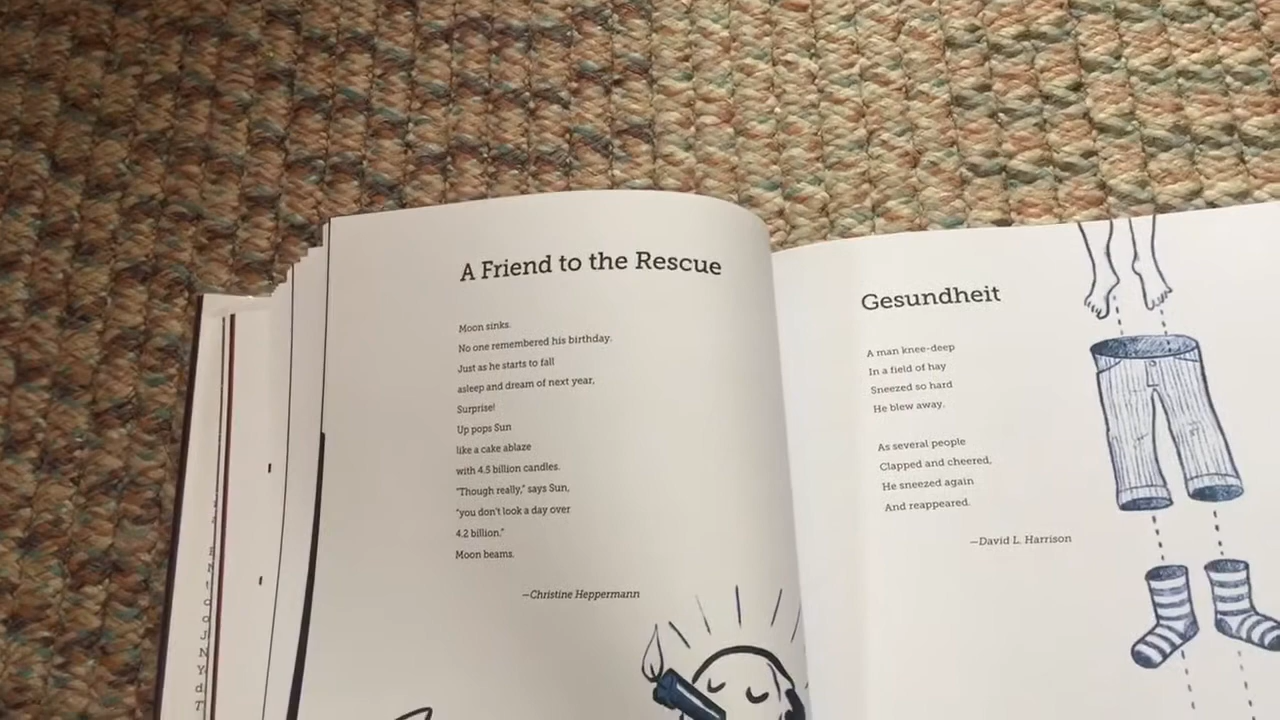 A Friend to the Rescue
Moon sinks.
No one remembered his birthday.
Just as he starts to fall
asleep and dream of next year,
Surprise!
Up pops Sun
like a cake ablaze
with 4.5 billion candles.
"Though really," says Sun,
"you don't look a day over
4.2 billion."
Moon beams.
—Christine Heppermann
Gesundheit
A man knee-deep
In a field of hay
Sneezed so hard
He blew away.
As several people
Clapped and cheered,
He sneezed again
And reappeared.
—David L. Harrison